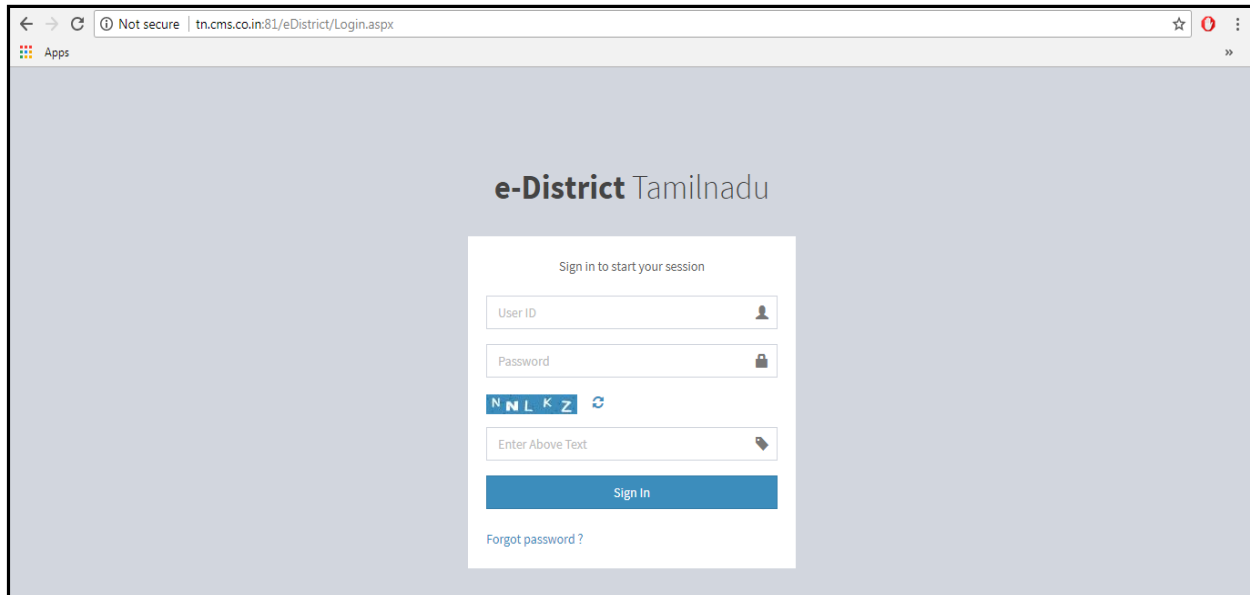 Not secure | tn.cms.co.in:81/eDistrict/Login.aspx
Apps »
e-District Tamilnadu
Sign in to start your session
User ID
Password
N N L K Z
Enter Above Text
Sign In
Forgot password ?